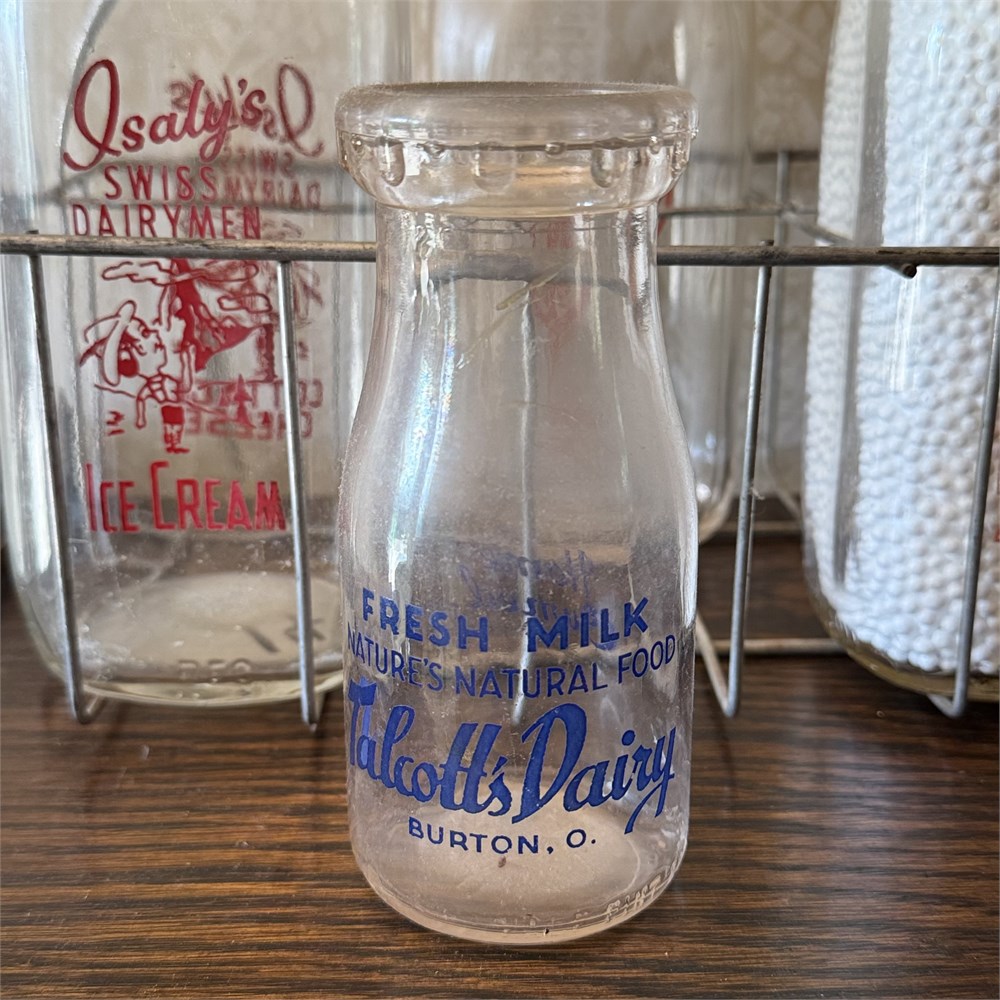 Isaly's
SWISS
DAIRYMEN
ICE CREAM
FRESH MILK
NATURE'S NATURAL FOOD
Talcott's Dairy
BURTON, O.